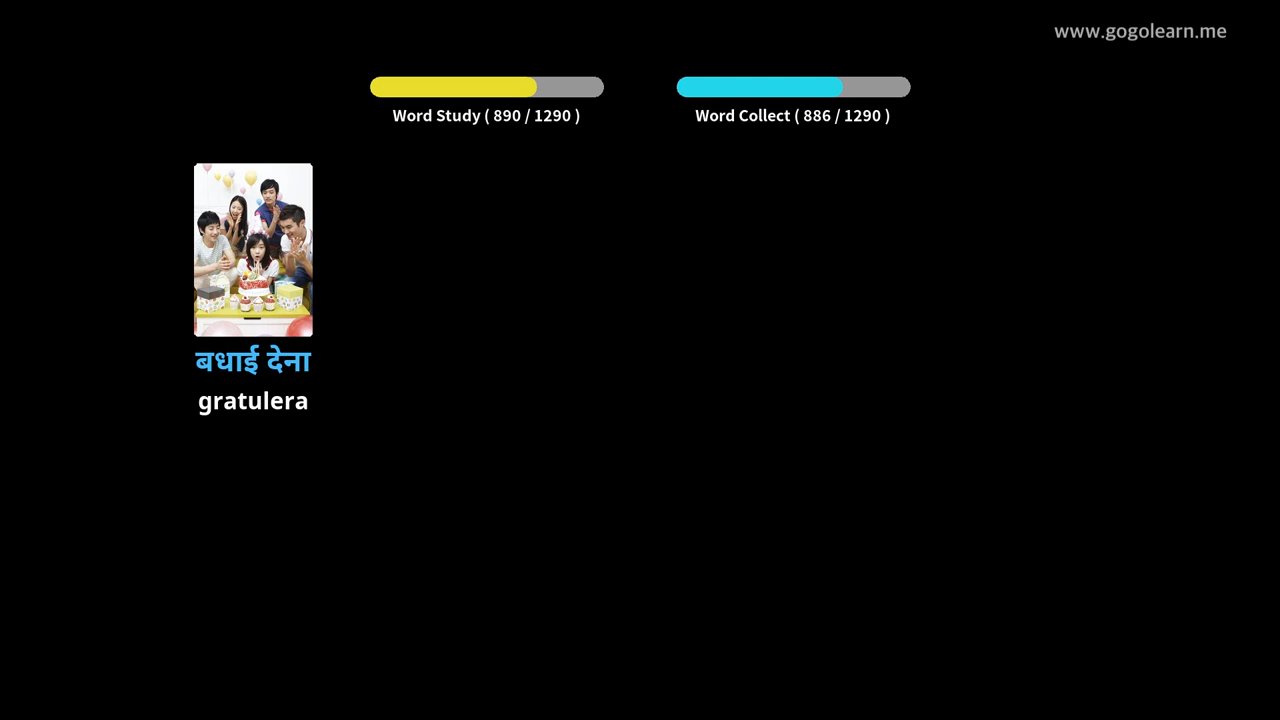 www.gogolearn.me
Word Study ( 890 / 1290 )
Word Collect ( 886 / 1290 )
बधाई देना
gratulera